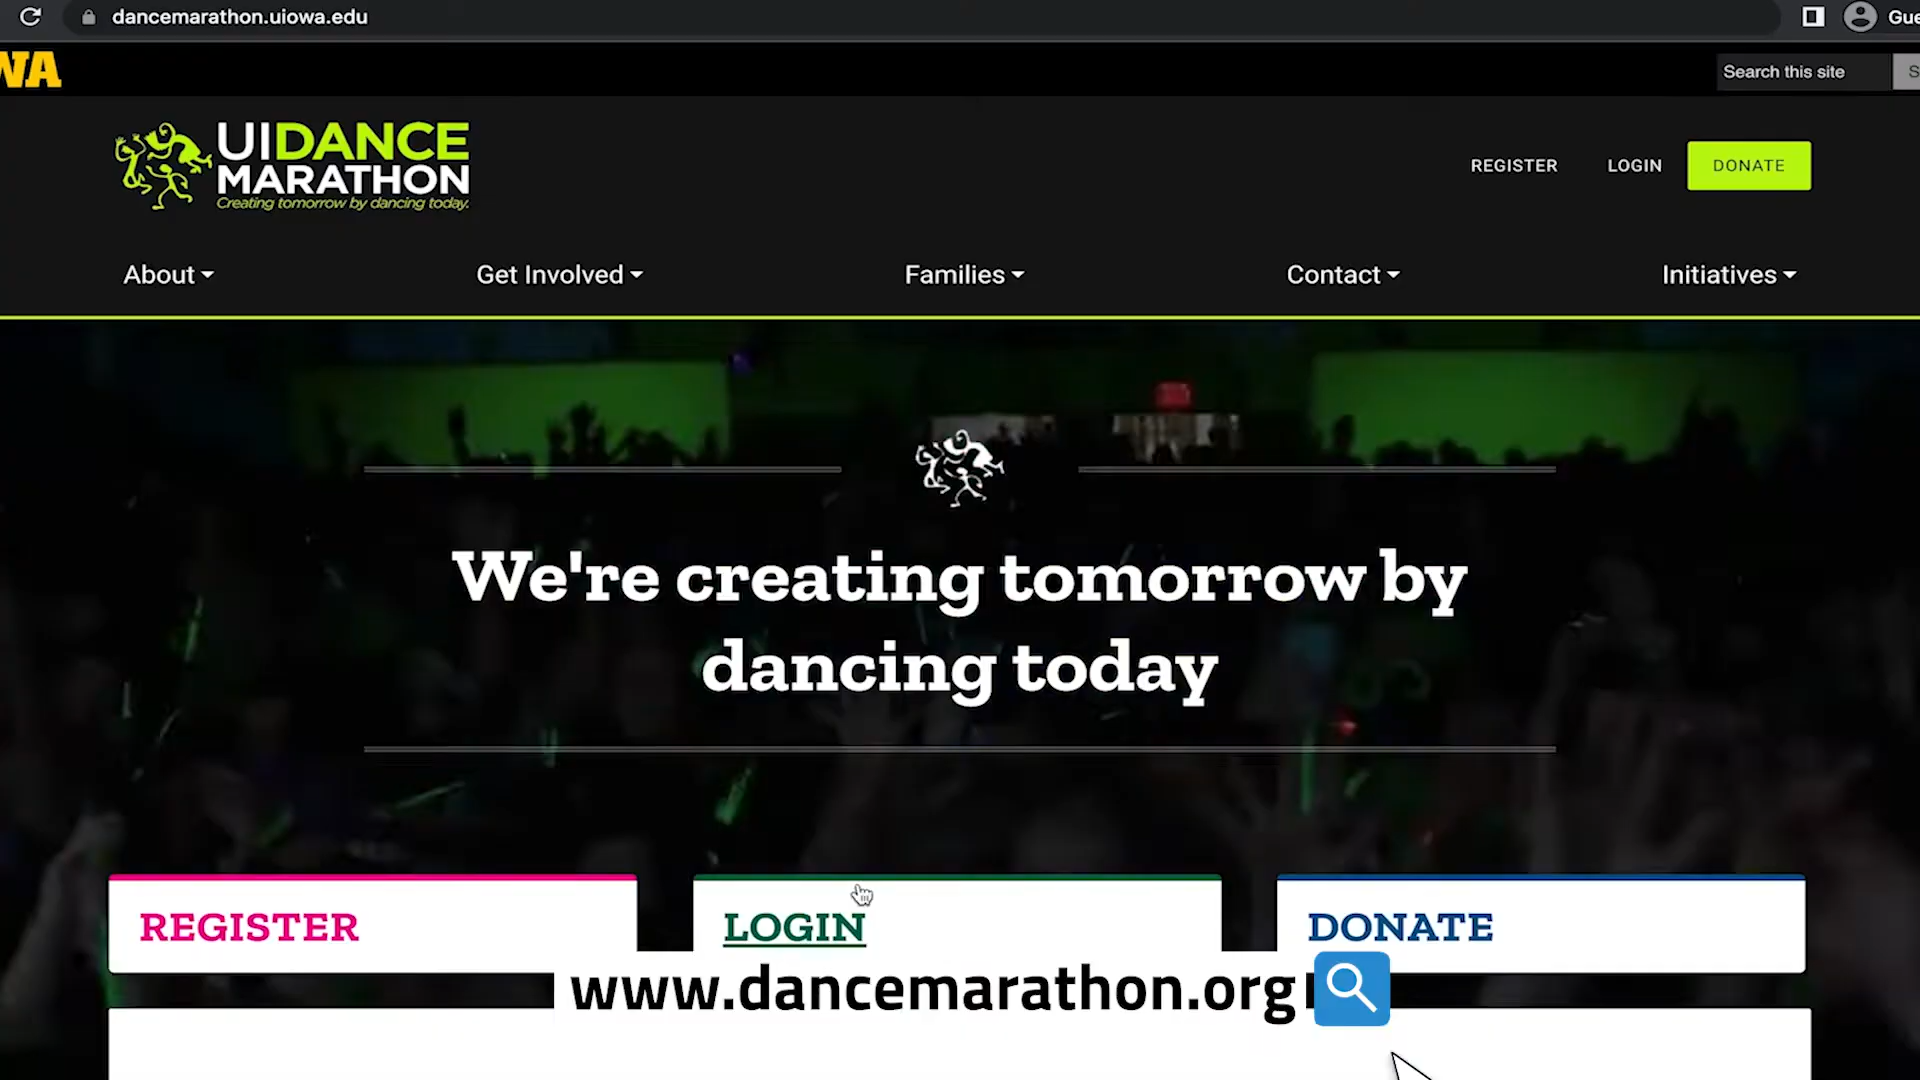 dancemarathon.uiowa.edu
Search this site
UIDANCE
MARATHON
Creating tomorrow by dancing today.
REGISTER
LOGIN
DONATE
About
Get Involved
Families
Contact
Initiatives
We're creating tomorrow by
dancing today
REGISTER
LOGIN
DONATE
www.dancemarathon.org